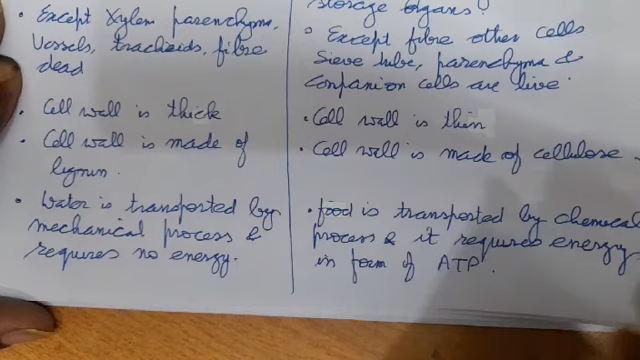 storage organs?
• Except Xylem parenchyma,
Vessels, tracheids, fibre
dead
• Except fibre other cells
Sieve tube, parenchyma &
Companion cells are live.
• Cell wall is thick
• Cell wall is thin
• Cell wall is made of
lignin.
• Cell wall is made of cellulose.
• Water is transported by
mechanical process &
requires no energy.
• food is transported by chemical
process & it requires energy
in form of ATP.